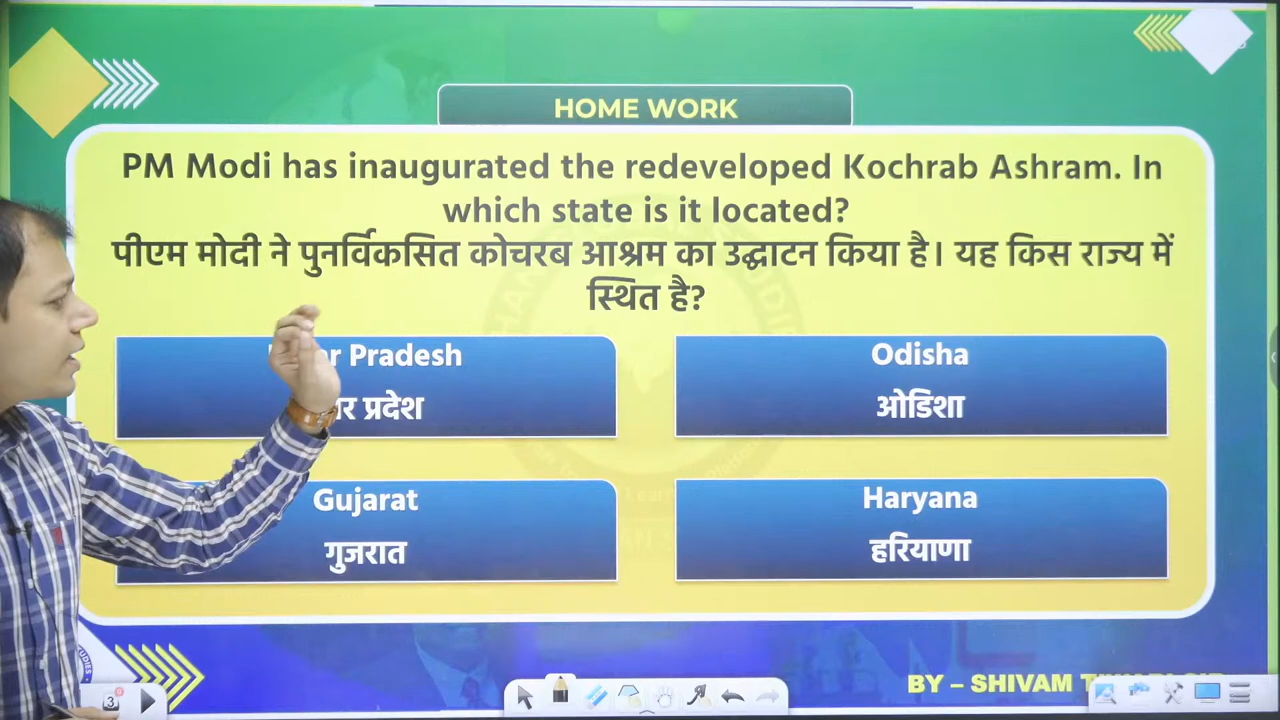 HOME WORK
PM Modi has inaugurated the redeveloped Kochrab Ashram. In
which state is it located?
पीएम मोदी ने पुनर्विकसित कोचरब आश्रम का उद्घाटन किया है। यह किस राज्य में
स्थित है?
Pradesh
प्रदेश
Odisha
ओडिशा
Gujarat
गुजरात
Haryana
हरियाणा
BY – SHIVAM
3